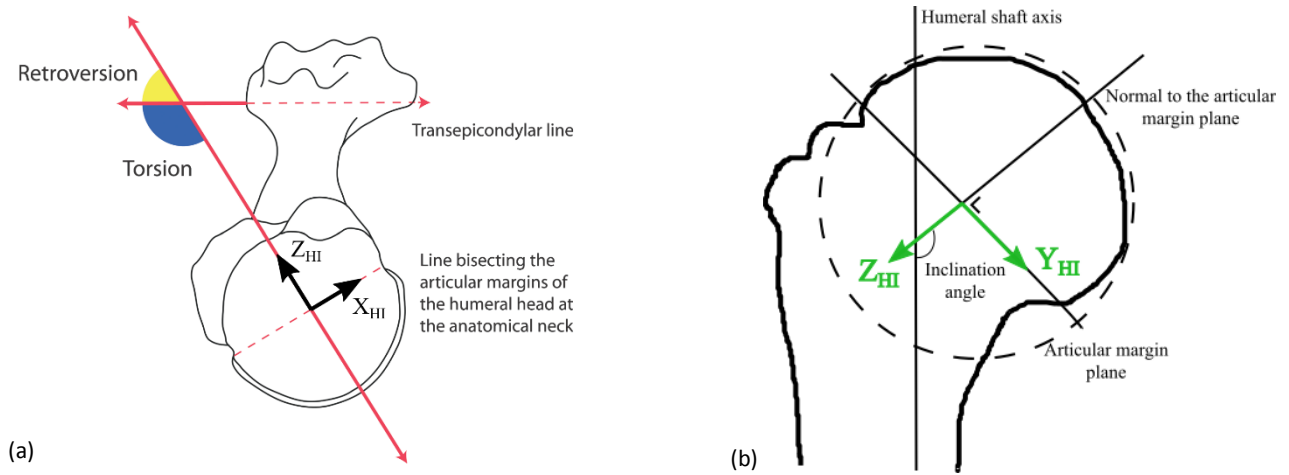 Retroversion
Torsion
Transepicondylar line
Z_HI
X_HI
Line bisecting the
articular margins of
the humeral head at
the anatomical neck
(a)
Humeral shaft axis
Normal to the articular
margin plane
Z_HI
Inclination
angle
Y_HI
Articular margin
plane
(b)